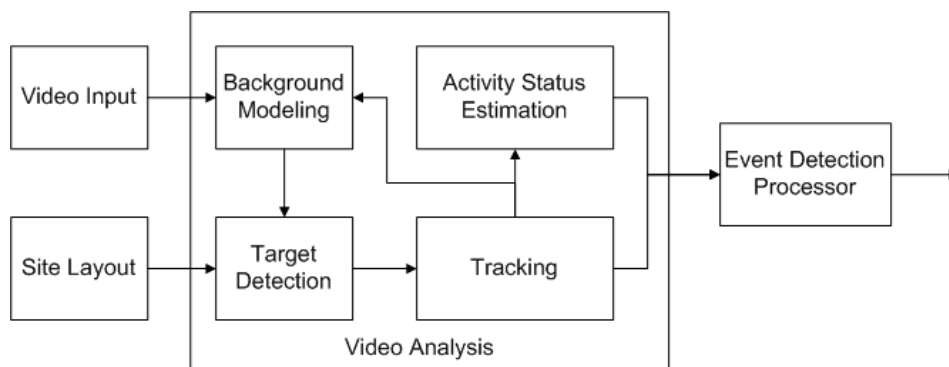 Video Input
Background
Modeling
Activity Status
Estimation
Event Detection
Processor
Site Layout
Target
Detection
Tracking
Video Analysis